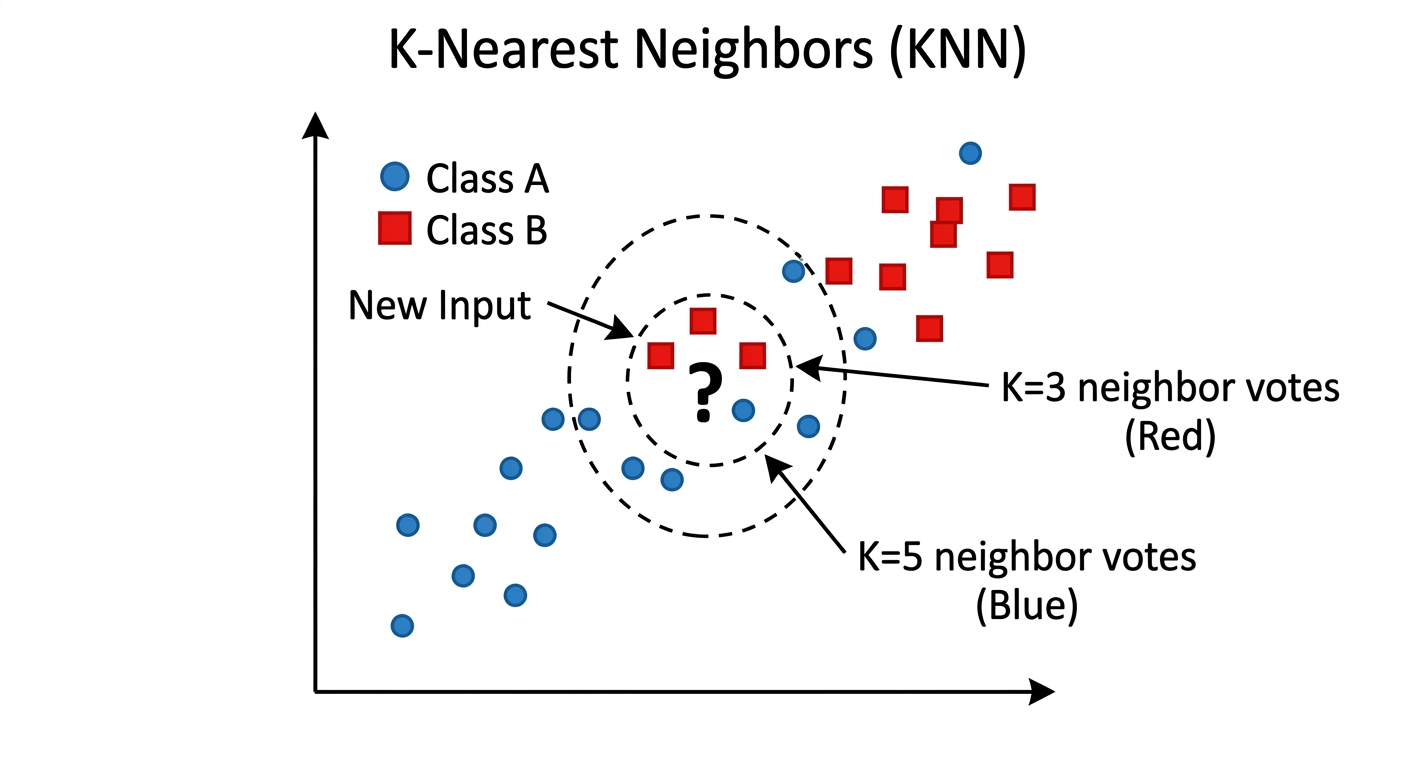 K-Nearest Neighbors (KNN)
Class A
Class B
New Input
?
K=3 neighbor votes
(Red)
K=5 neighbor votes
(Blue)